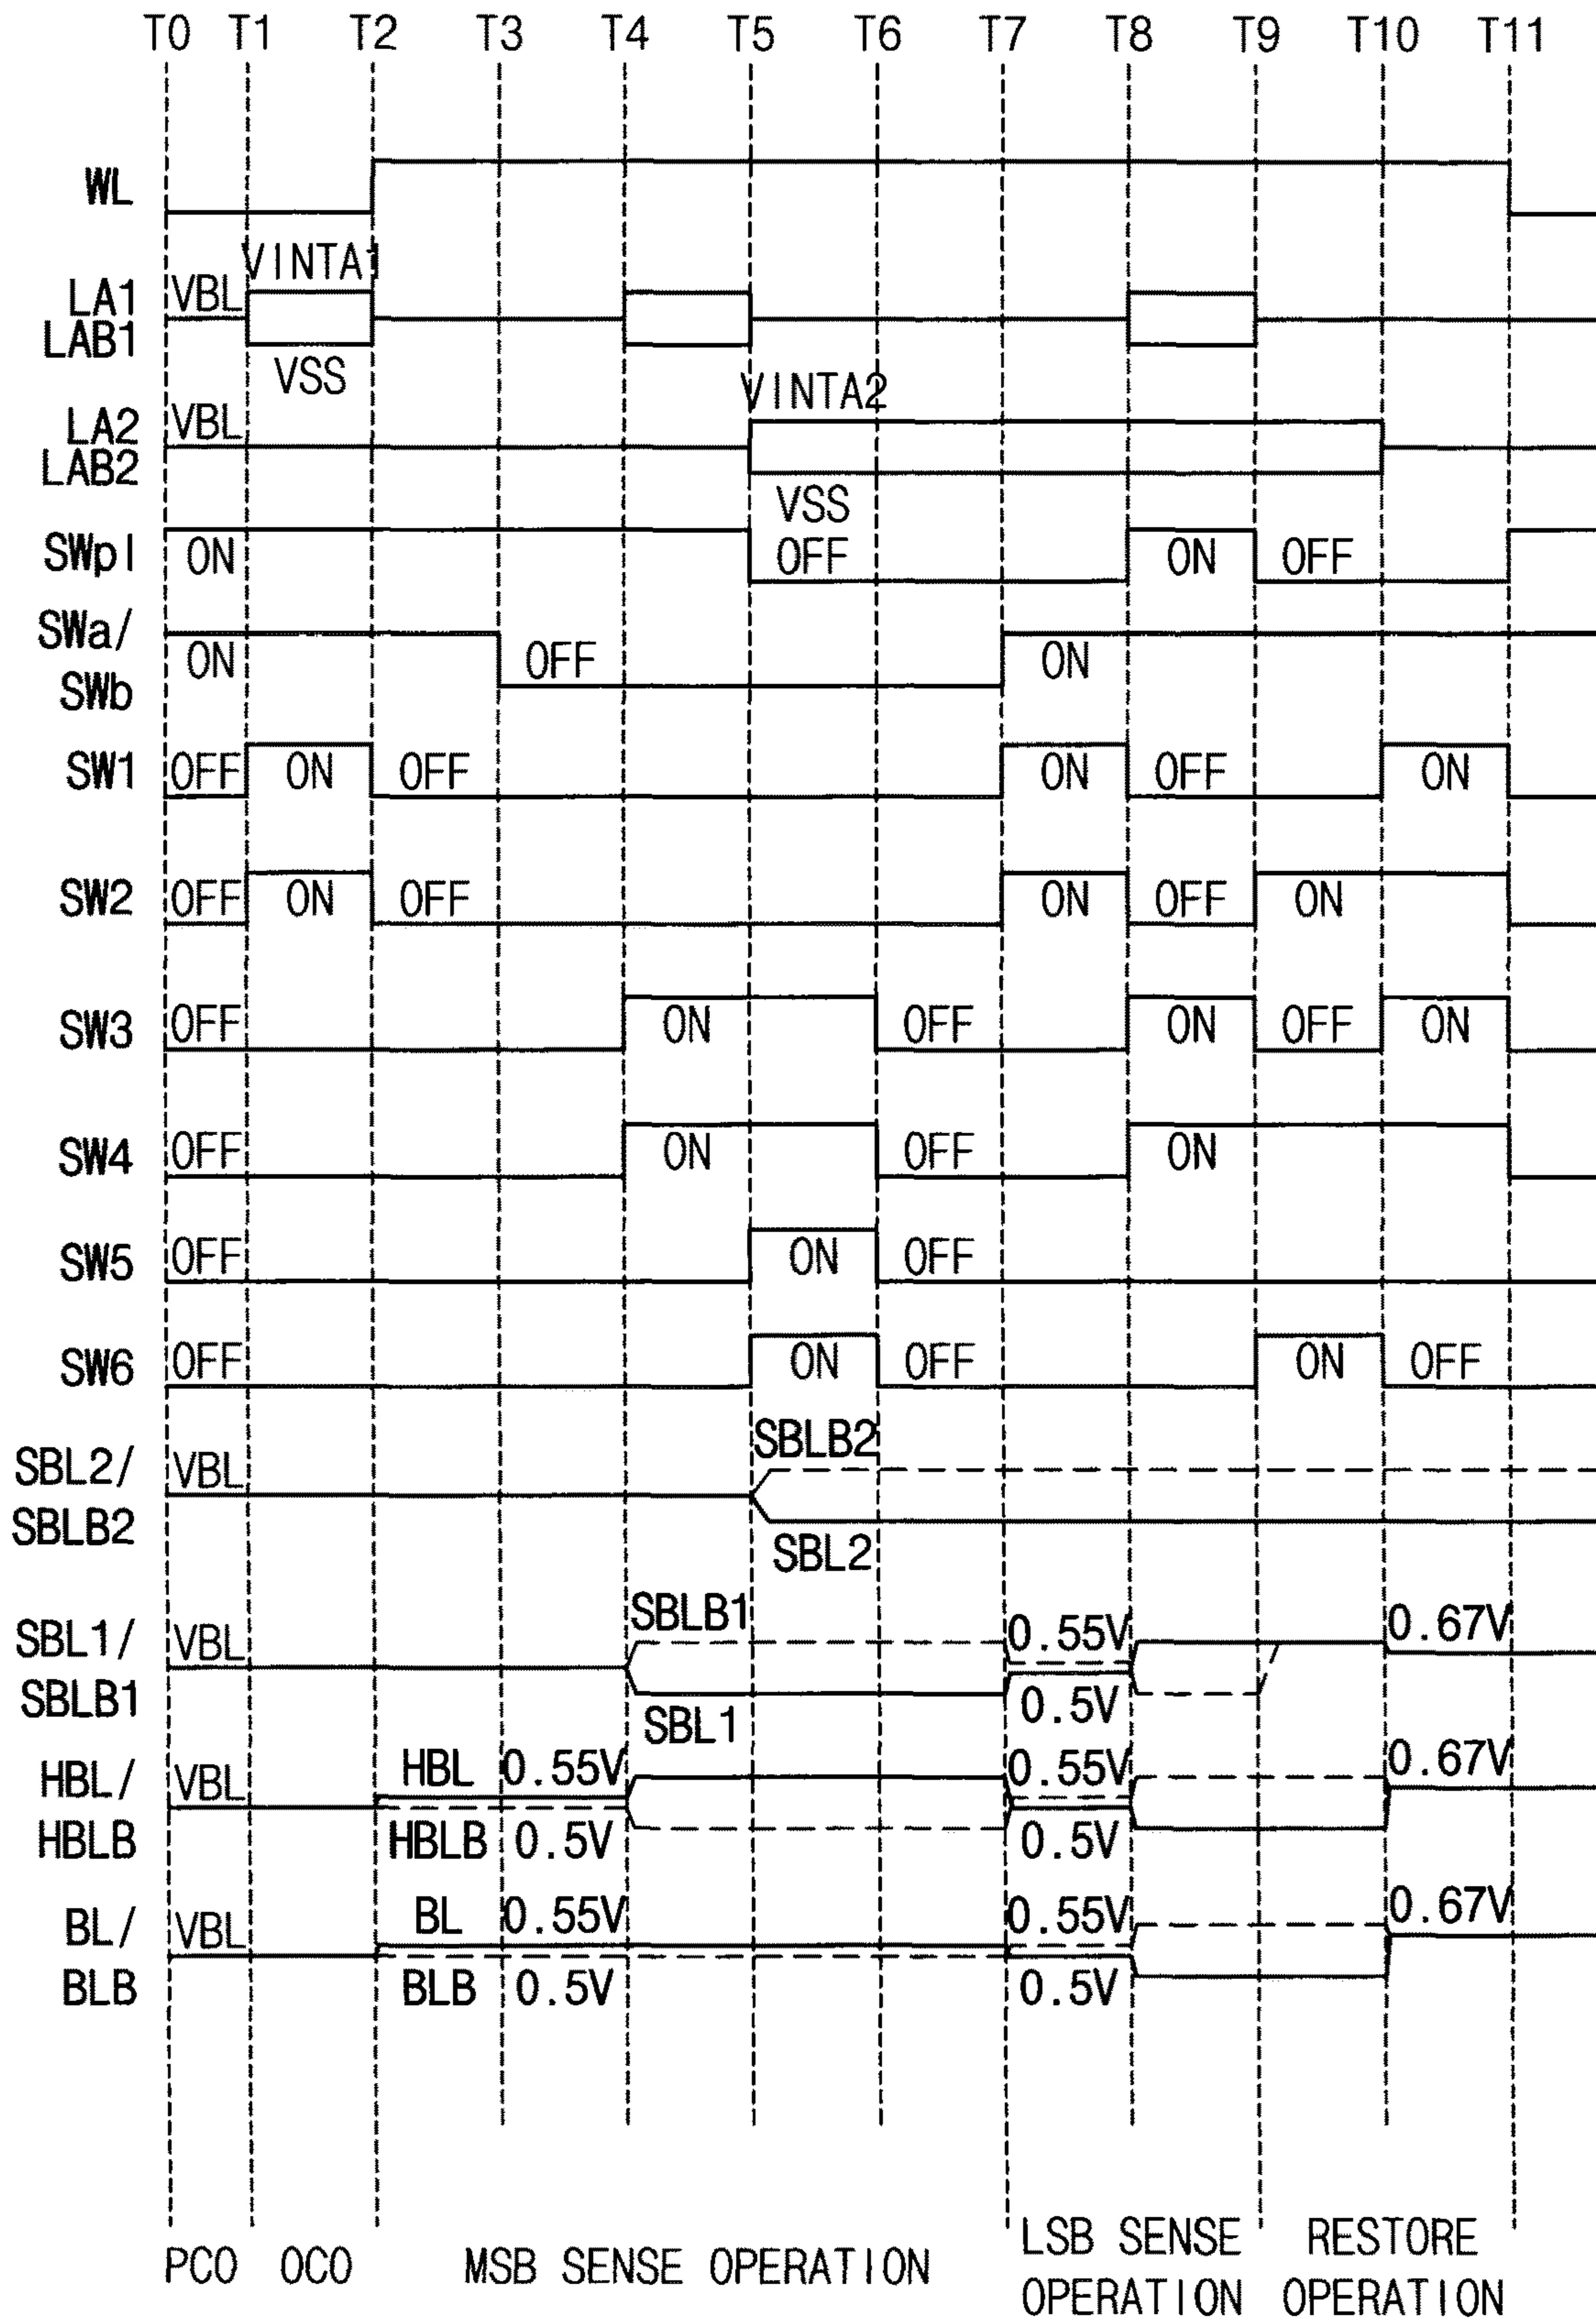 T0 T1 T2 T3 T4 T5 T6 T7 T8 T9 T10 T11
WL
VINTA1
LA1 VBL
LAB1
VSS
VINTA2
LA2 VBL
LAB2
VSS
SWpl ON OFF ON OFF
SWa/
ON OFF ON
SWb
SW1 OFF ON OFF ON OFF ON
SW2 OFF ON OFF ON OFF ON
SW3 OFF ON OFF ON OFF ON
SW4 OFF ON OFF ON
SW5 OFF ON OFF
SW6 OFF ON OFF ON OFF
SBLB2
SBL2/ VBL
SBLB2
SBL2
SBLB1
SBL1/ VBL 0.55V 0.67V
SBLB1 SBL1 0.5V
HBL/ VBL HBL 0.55V 0.55V 0.67V
HBLB HBLB 0.5V 0.5V
BL/ VBL BL 0.55V 0.55V 0.67V
BLB BLB 0.5V 0.5V
PCO OCO MSB SENSE OPERATION
LSB SENSE
OPERATION
RESTORE
OPERATION